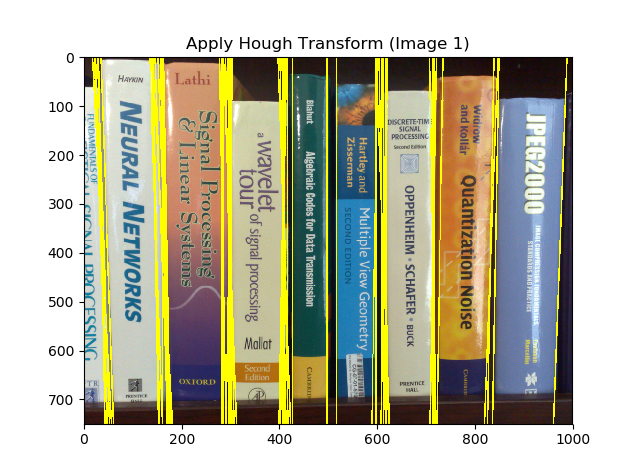 Apply Hough Transform (Image 1)
0
100
200
300
400
500
600
700
0
200
400
600
800
1000
FUNDAMENTALS OF
SIGNAL PROCESSING
HAYKIN
NEURAL NETWORKS
PRENTICE
HALL
Lathi
Signal Processing
& Linear Systems
OXFORD
a wavelet
tour
of signal processing
Mallat
Second
Edition
AP
Blahut
Algebraic Codes for Data Transmission
CAMBRIDGE
Hartley and
Zisserman
Multiple View Geometry
SECOND EDITION
DISCRETE-TIME
SIGNAL
PROCESSING
Second Edition
OPPENHEIM • SCHAFER • BUCK
PRENTICE
HALL
Widrow
and Kollár
Quantization Noise
JPEG2000
IMAGE COMPRESSION FUNDAMENTALS
STANDARDS AND PRACTICE
Taubman
Marcellin